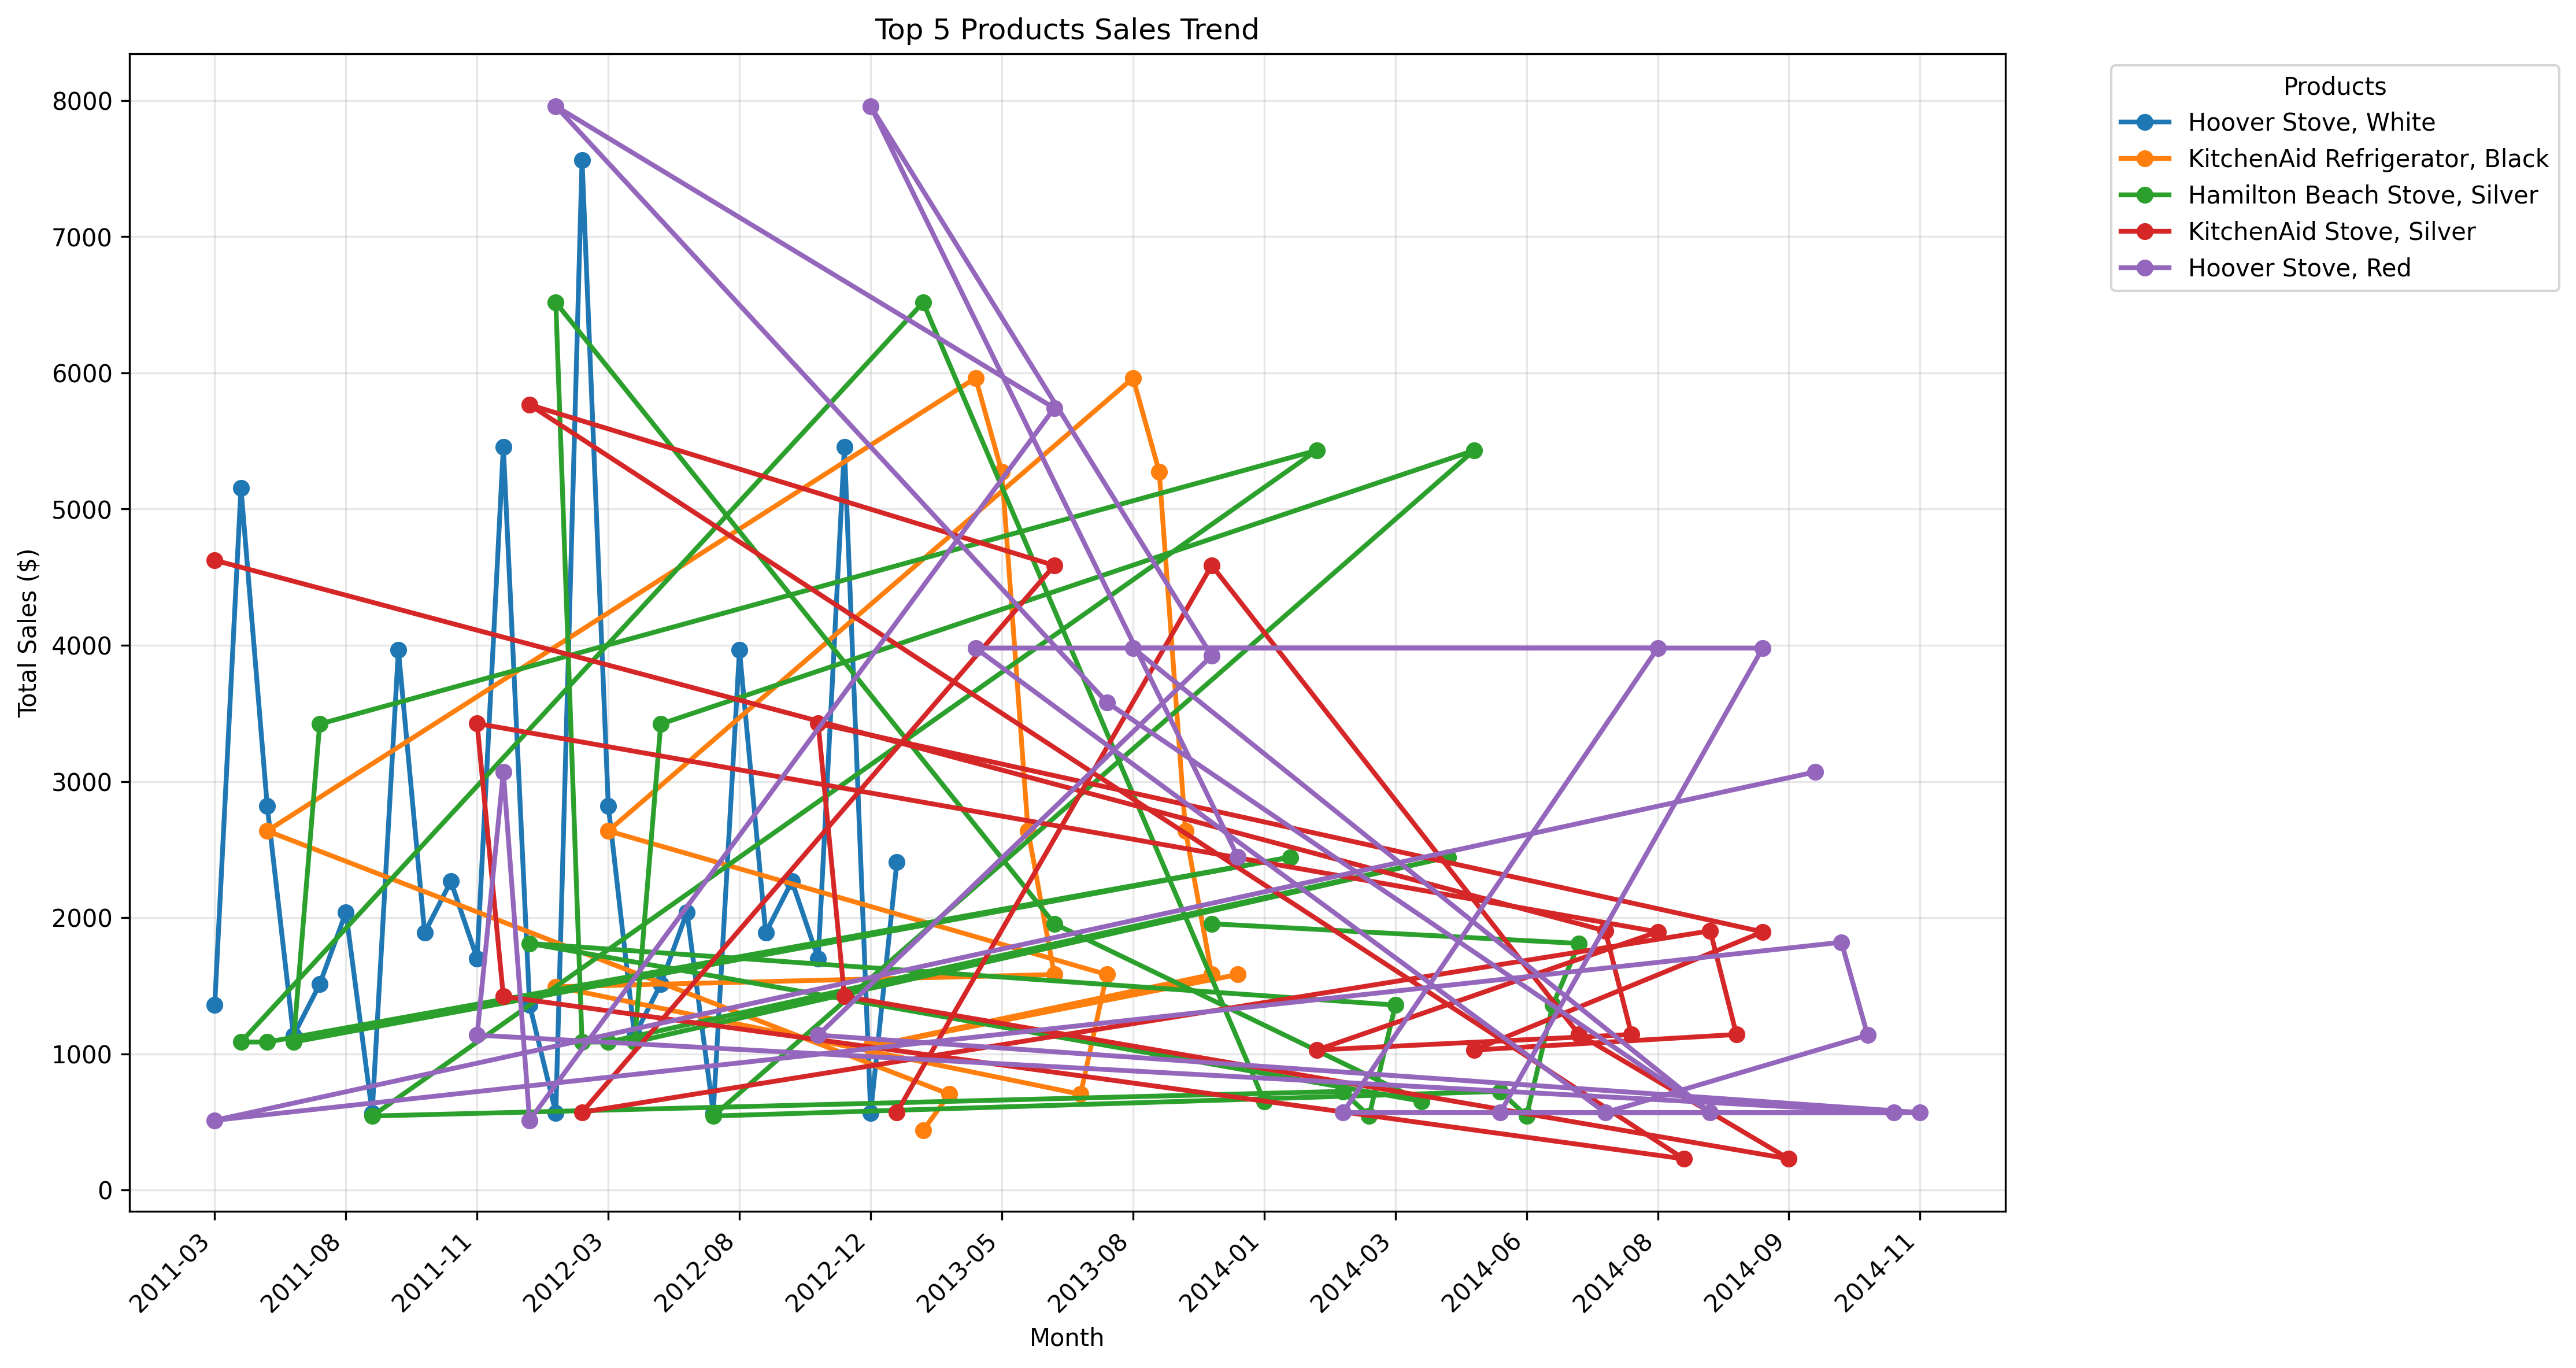 Top 5 Products Sales Trend
Products
Hoover Stove, White
KitchenAid Refrigerator, Black
Hamilton Beach Stove, Silver
KitchenAid Stove, Silver
Hoover Stove, Red
Total Sales ($)
8000
7000
6000
5000
4000
3000
2000
1000
0
2011-03
2011-08
2011-11
2012-03
2012-08
2012-12
2013-05
2013-08
2014-01
2014-03
2014-06
2014-08
2014-09
2014-11
Month